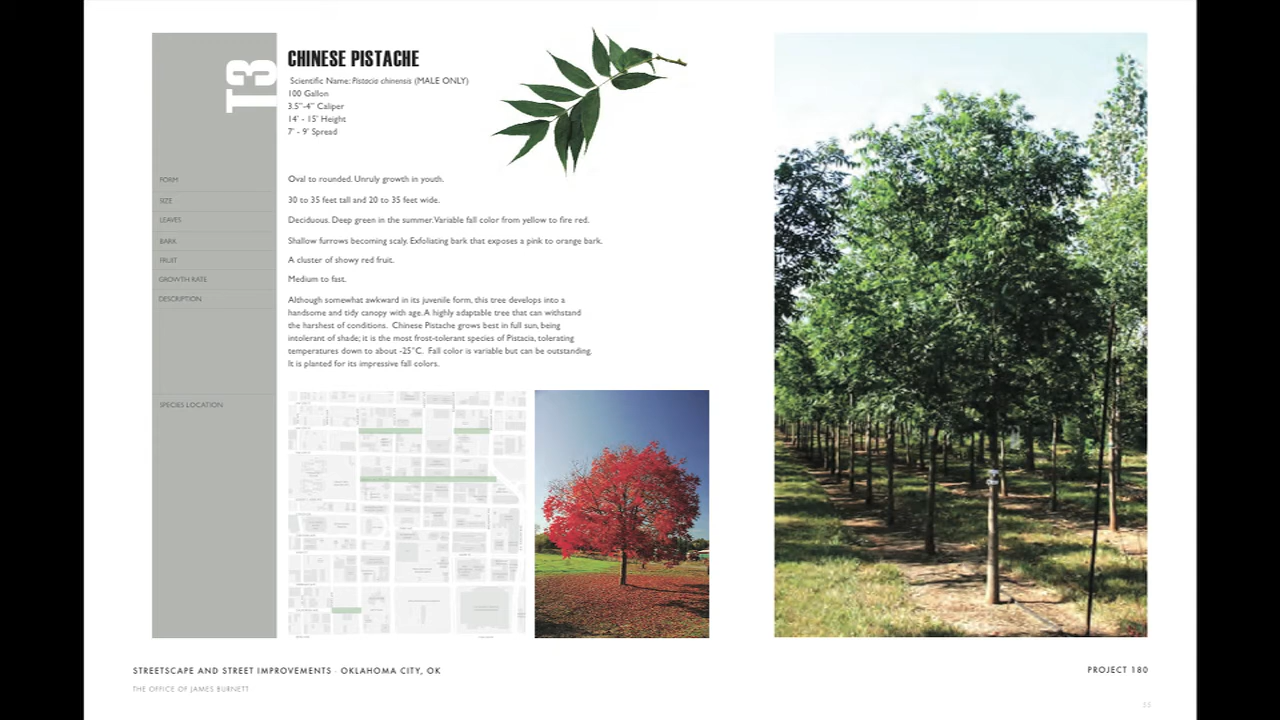 T3
CHINESE PISTACHE
Scientific Name: Pistacia chinensis (MALE ONLY)
100 Gallon
3.5"-4" Caliper
14' - 15' Height
7' - 9' Spread
FORM
Oval to rounded. Unruly growth in youth.
SIZE
30 to 35 feet tall and 20 to 35 feet wide.
LEAVES
Deciduous. Deep green in the summer. Variable fall color from yellow to fire red.
BARK
Shallow furrows becoming scaly. Exfoliating bark that exposes a pink to orange bark.
FRUIT
A cluster of showy red fruit.
GROWTH RATE
Medium to fast.
DESCRIPTION
Although somewhat awkward in its juvenile form, this tree develops into a
handsome and tidy canopy with age. A highly adaptable tree that can withstand
the harshest of conditions. Chinese Pistache grows best in full sun, being
intolerant of shade; it is the most frost-tolerant species of Pistacia, tolerating
temperatures down to about -25°C. Fall color is variable but can be outstanding.
It is planted for its impressive fall colors.
SPECIES LOCATION
STREETSCAPE AND STREET IMPROVEMENTS · OKLAHOMA CITY, OK
THE OFFICE OF JAMES BURNETT
PROJECT 180